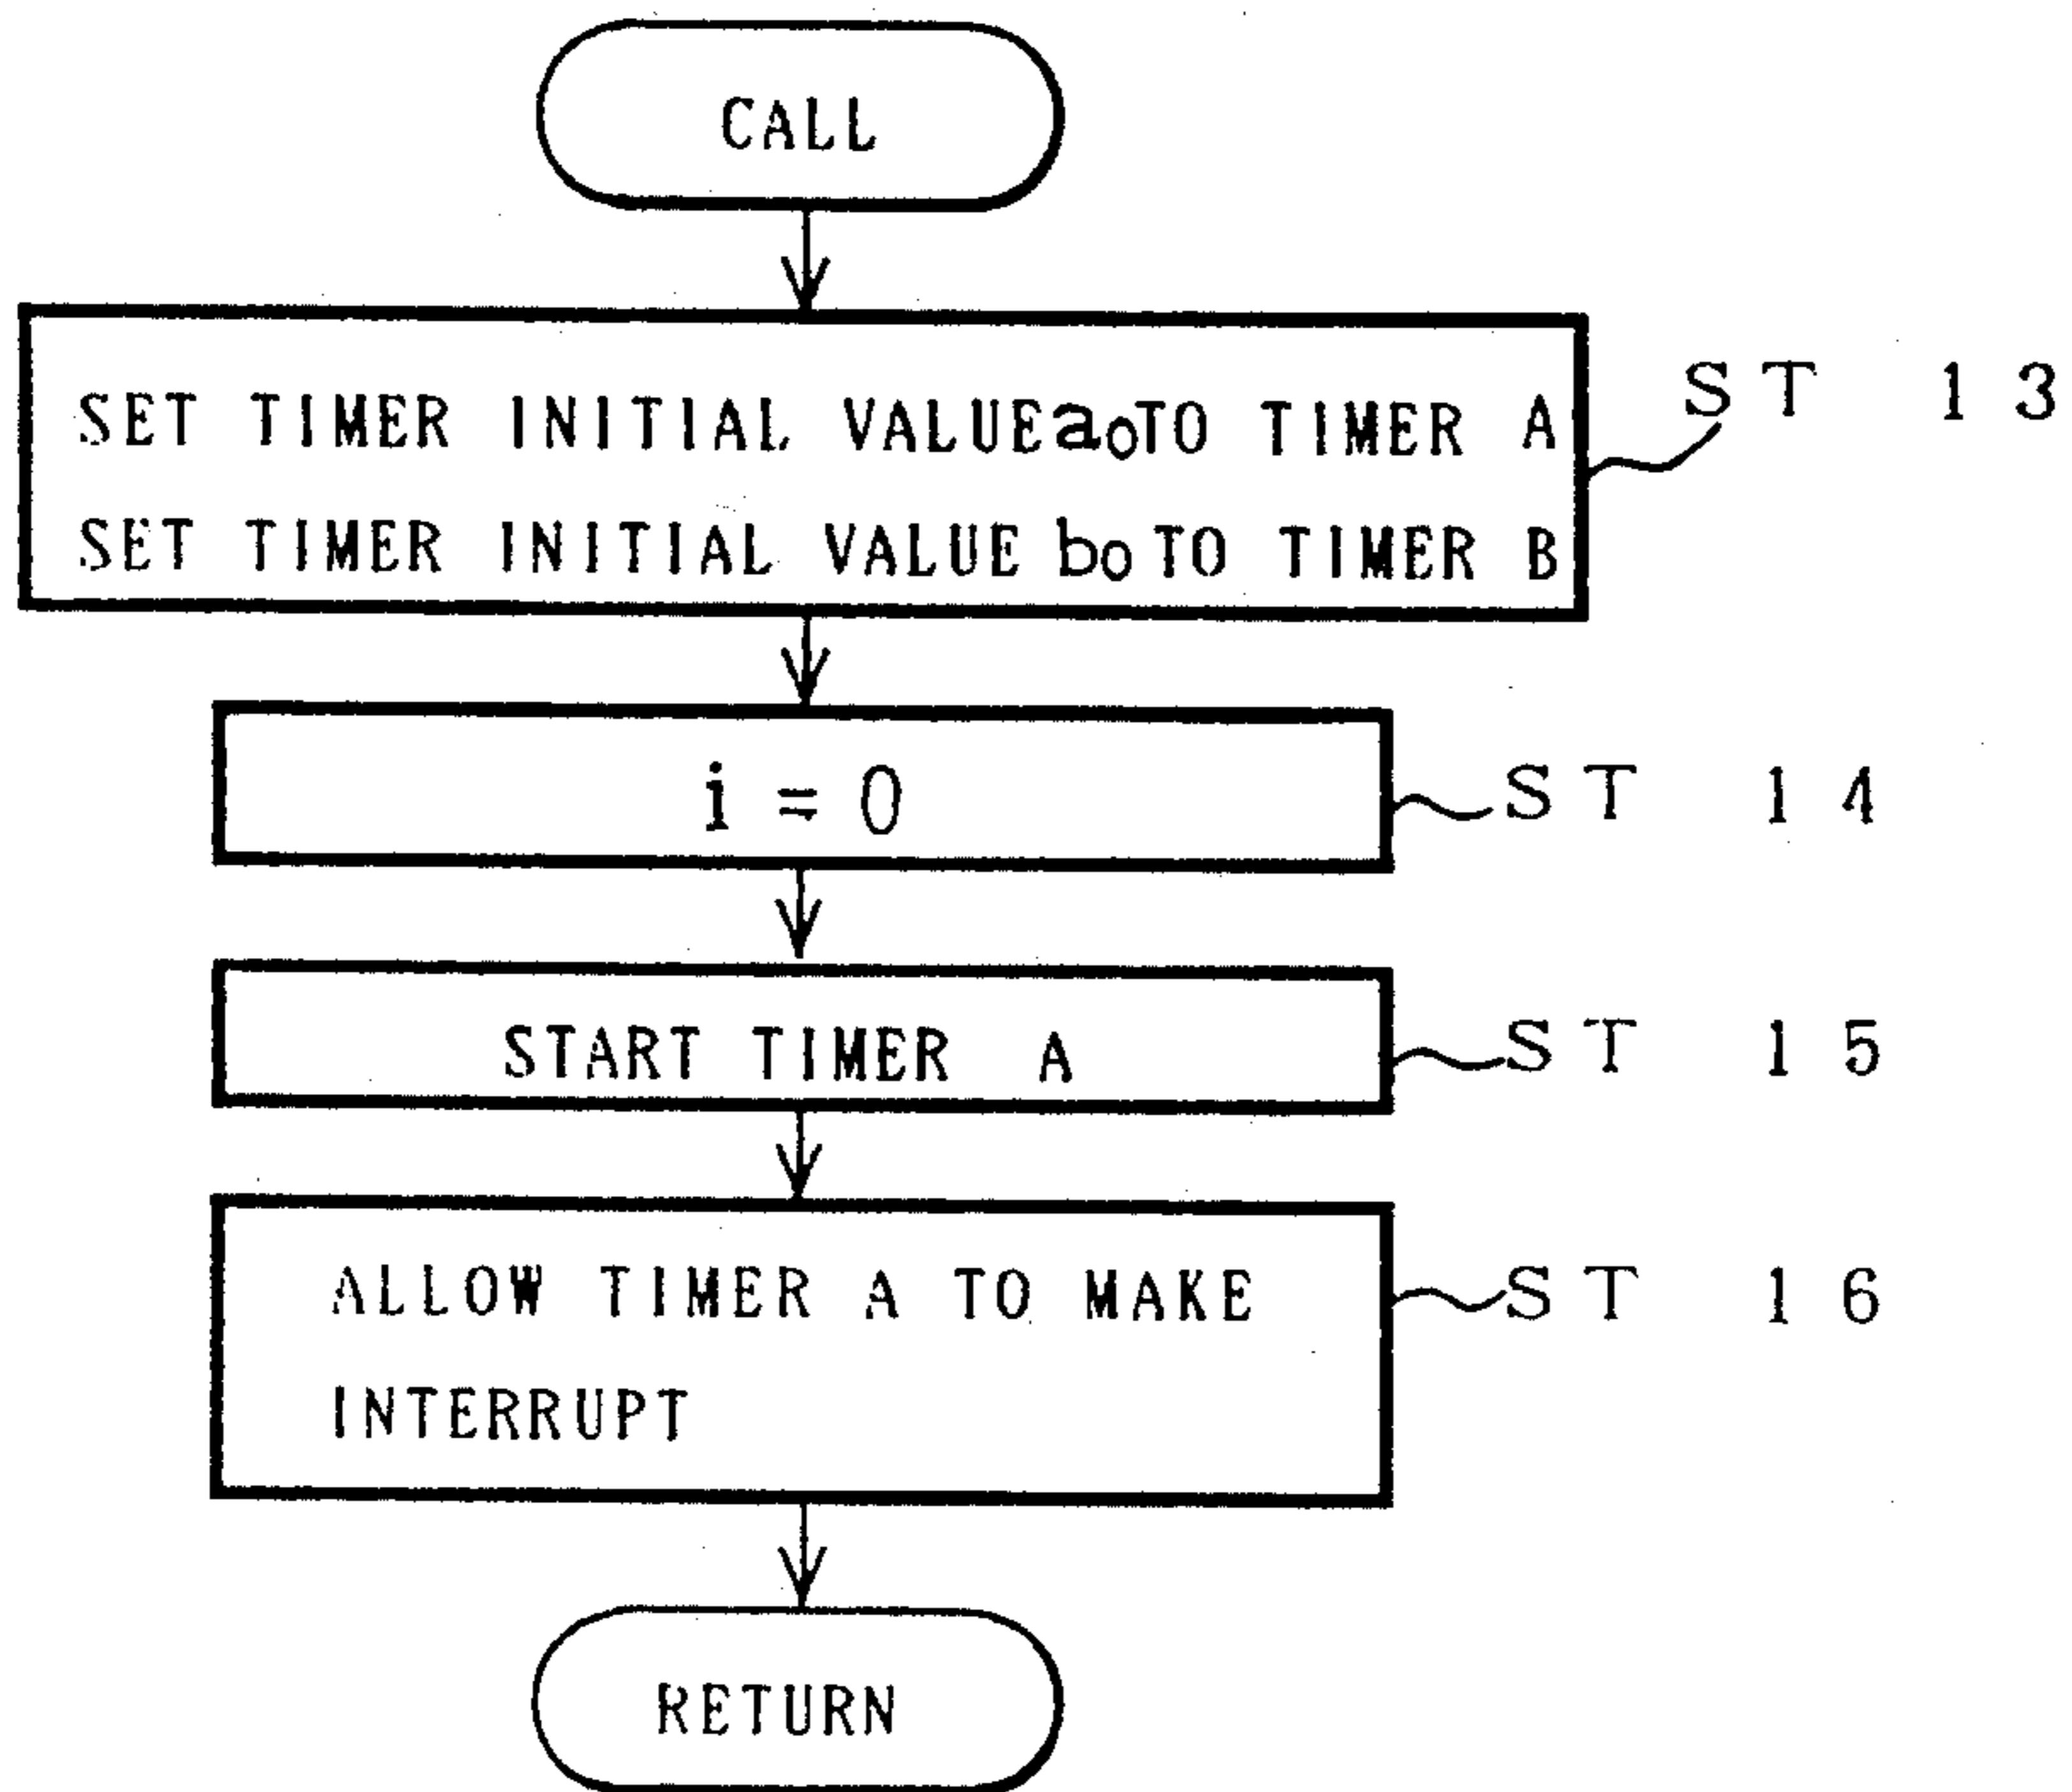 CALL
SET TIMER INITIAL VALUE a₀ TO TIMER A
SET TIMER INITIAL VALUE b₀ TO TIMER B
ST 13
i = 0
ST 14
START TIMER A
ST 15
ALLOW TIMER A TO MAKE
INTERRUPT
ST 16
RETURN